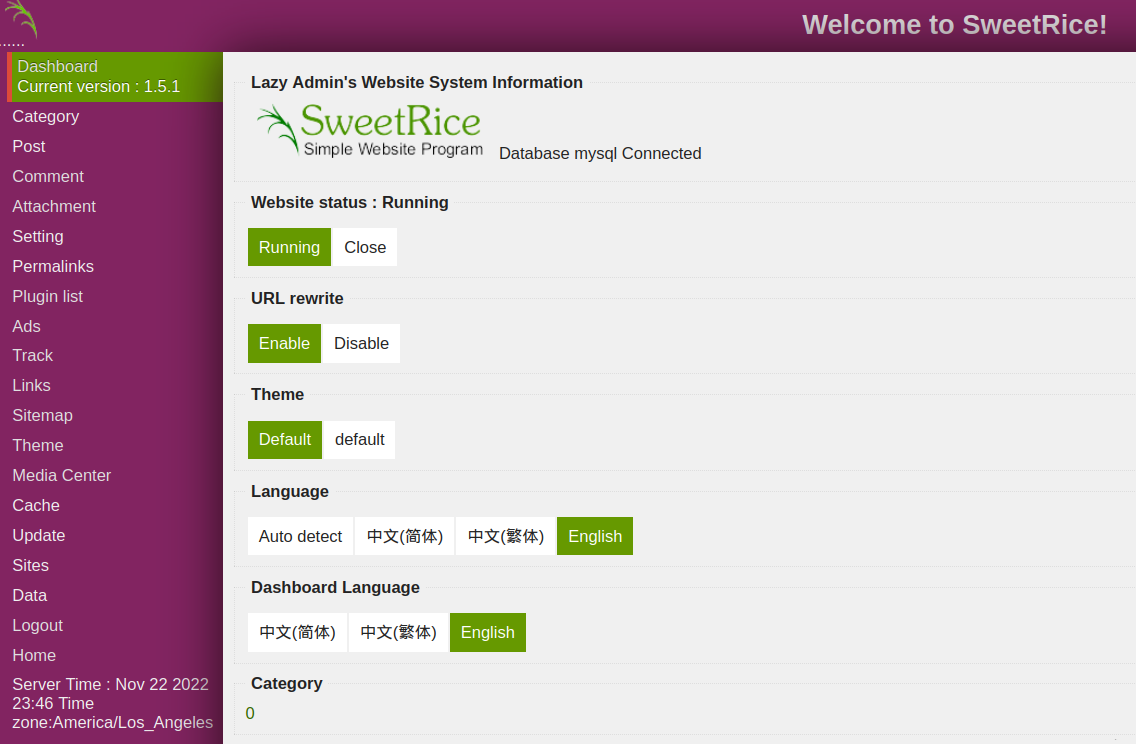 Welcome to SweetRice!
......
Dashboard
Current version : 1.5.1
Category
Post
Comment
Attachment
Setting
Permalinks
Plugin list
Ads
Track
Links
Sitemap
Theme
Media Center
Cache
Update
Sites
Data
Logout
Home
Server Time : Nov 22 2022
23:46 Time
zone:America/Los_Angeles
Lazy Admin's Website System Information
SweetRice
Simple Website Program
Database mysql Connected
Website status : Running
Running Close
URL rewrite
Enable Disable
Theme
Default default
Language
Auto detect 中文(简体) 中文(繁体) English
Dashboard Language
中文(简体) 中文(繁体) English
Category
0